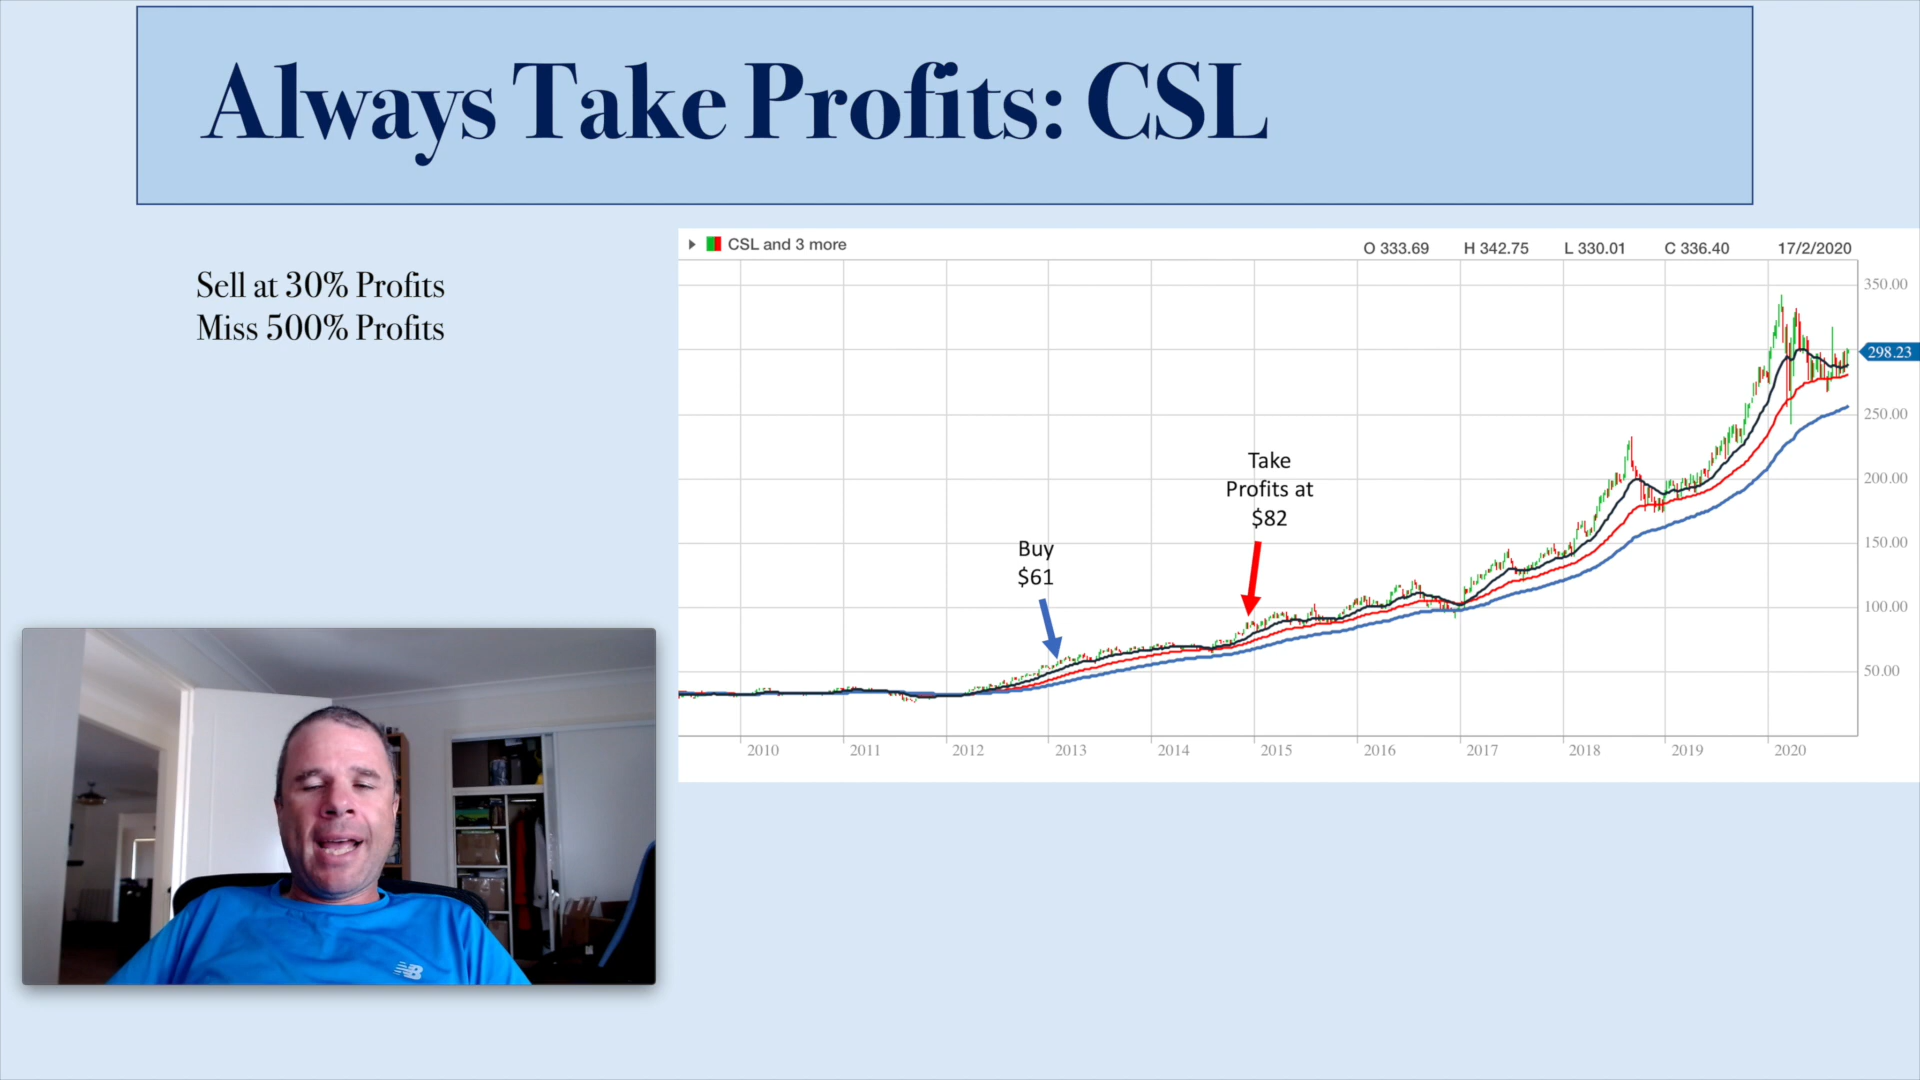 Always Take Profits: CSL
Sell at 30% Profits
Miss 500% Profits
CSL and 3 more
O 333.69 H 342.75 L 330.01 C 336.40 17/2/2020
350.00
298.23
250.00
200.00
150.00
100.00
50.00
Take
Profits at
$82
Buy
$61
2010 2011 2012 2013 2014 2015 2016 2017 2018 2019 2020
NB